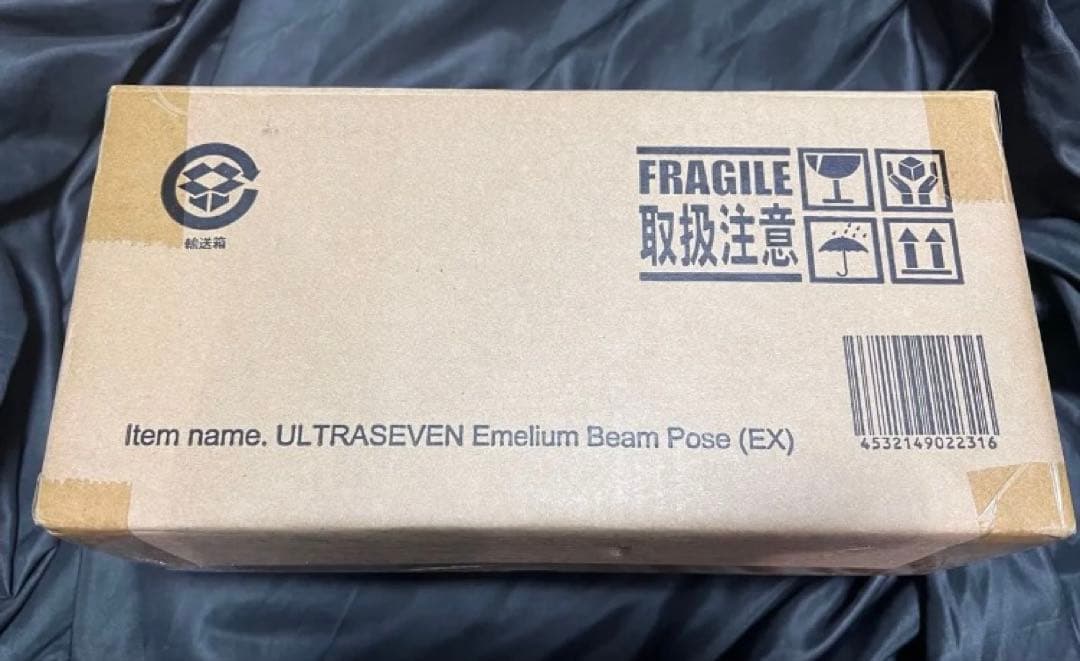 輸送箱
FRAGILE
取扱注意
Item name. ULTRASEVEN Emelium Beam Pose (EX)
4532149022316